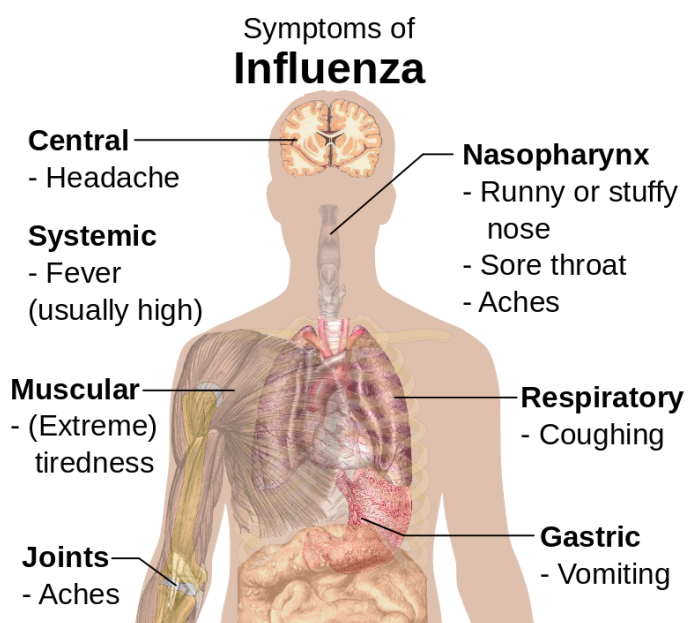 Symptoms of
Influenza
Central
- Headache
Systemic
- Fever
(usually high)
Muscular
- (Extreme)
tiredness
Joints
- Aches
Nasopharynx
- Runny or stuffy
nose
- Sore throat
- Aches
Respiratory
- Coughing
Gastric
- Vomiting